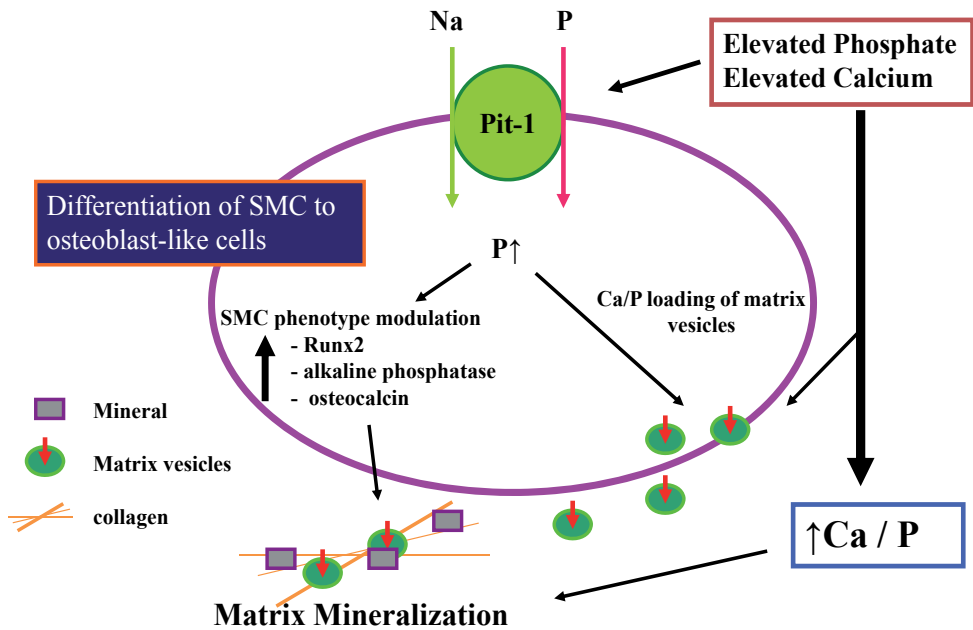 Na
P
Elevated Phosphate
Elevated Calcium
Pit-1
Differentiation of SMC to
osteoblast-like cells
P↑
Ca/P loading of matrix
vesicles
SMC phenotype modulation
- Runx2
- alkaline phosphatase
- osteocalcin
Mineral
Matrix vesicles
collagen
↑Ca / P
Matrix Mineralization